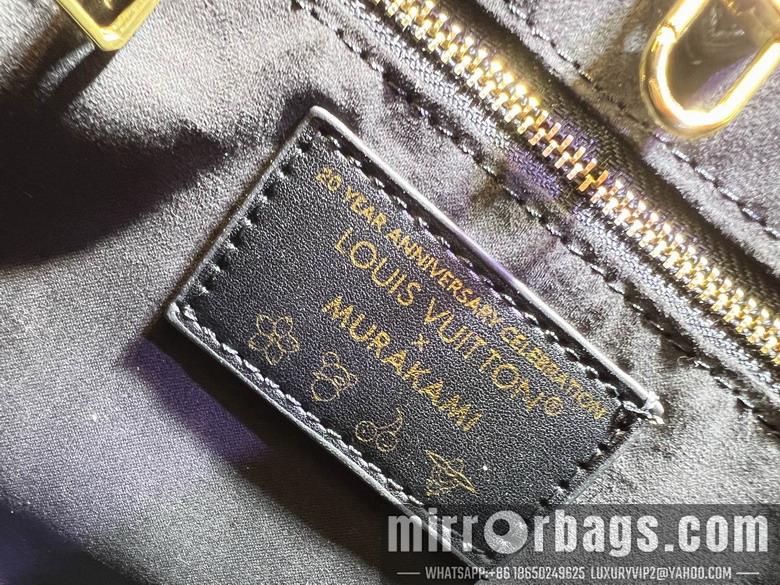 20 YEAR ANNIVERSARY CELEBRATION
LOUIS VUITTON®
×
MURAKAMI
mirrorbags.com
WHATSAPP:+86 18650249625 LUXURYVIP2@YAHOO.COM